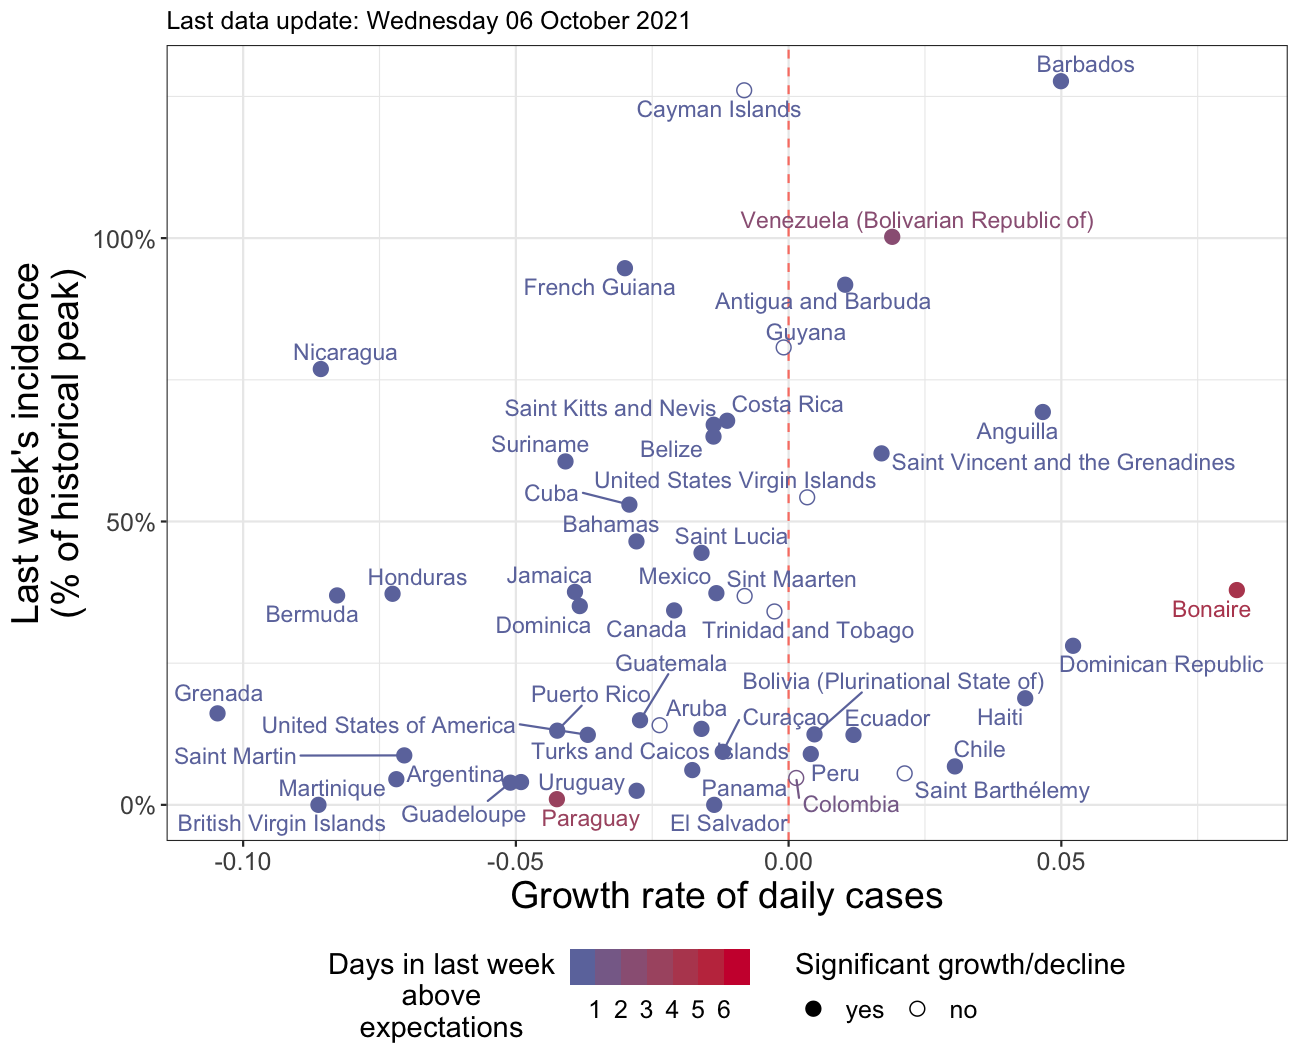 Last data update: Wednesday 06 October 2021
Barbados
Cayman Islands
Venezuela (Bolivarian Republic of)
100%
French Guiana
Antigua and Barbuda
Guyana
Nicaragua
Saint Kitts and Nevis
Costa Rica
Anguilla
Suriname
Belize
Saint Vincent and the Grenadines
United States Virgin Islands
Cuba
50%
Bahamas
Saint Lucia
Honduras
Jamaica
Mexico
Sint Maarten
Bermuda
Bonaire
Dominica
Canada
Trinidad and Tobago
Guatemala
Dominican Republic
Bolivia (Plurinational State of)
Grenada
Puerto Rico
Aruba
Haiti
United States of America
Curaçao
Ecuador
Saint Martin
Turks and Caicos Islands
Chile
Argentina
Peru
Martinique
Uruguay
Panama
Saint Barthélemy
0%
Colombia
Guadeloupe
Paraguay
British Virgin Islands
El Salvador
-0.10
-0.05
0.00
0.05
Last week's incidence
(% of historical peak)
Growth rate of daily cases
Days in last week
above
expectations
1 2 3 4 5 6
Significant growth/decline
yes
no